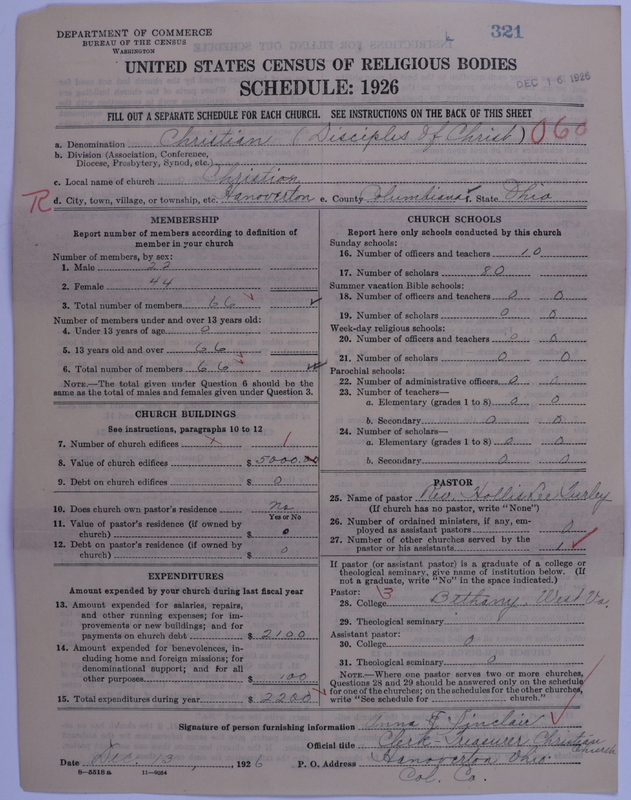 DEPARTMENT OF COMMERCE
BUREAU OF THE CENSUS
WASHINGTON
321
UNITED STATES CENSUS OF RELIGIOUS BODIES
DEC 16 1926
SCHEDULE: 1926
FILL OUT A SEPARATE SCHEDULE FOR EACH CHURCH. SEE INSTRUCTIONS ON THE BACK OF THIS SHEET
a. Denomination Christian (Disciples Of Christ) 060
b. Division (Association, Conference, Diocese, Presbytery, Synod, etc.)
c. Local name of church Christian
R d. City, town, village, or township, etc. Hanoverton e. County Columbiana f. State Ohio
MEMBERSHIP
Report number of members according to definition of member in your church
Number of members, by sex:
1. Male 22
2. Female 44
3. Total number of members 66
Number of members under and over 13 years old:
4. Under 13 years of age 0
5. 13 years old and over 66
6. Total number of members 66
NOTE.—The total given under Question 6 should be the same as the total of males and females given under Question 3.
CHURCH BUILDINGS
See instructions, paragraphs 10 to 12
7. Number of church edifices 1
8. Value of church edifices $ 5000.00
9. Debt on church edifices $ 0
10. Does church own pastor's residence No
Yes or No
11. Value of pastor's residence (if owned by church) $ 0
12. Debt on pastor's residence (if owned by church) $ 0
EXPENDITURES
Amount expended by your church during last fiscal year
13. Amount expended for salaries, repairs, and other running expenses; for improvements or new buildings; and for payments on church debt $ 2100
14. Amount expended for benevolences, including home and foreign missions; for denominational support; and for all other purposes $ 100
15. Total expenditures during year $ 2200
CHURCH SCHOOLS
Report here only schools conducted by this church
Sunday schools:
16. Number of officers and teachers 10
17. Number of scholars 80
Summer vacation Bible schools:
18. Number of officers and teachers 0 0
19. Number of scholars 0 0
Week-day religious schools:
20. Number of officers and teachers 0 0
21. Number of scholars 0 0
Parochial schools:
22. Number of administrative officers 0 0
23. Number of teachers—
a. Elementary (grades 1 to 8) 0 0
b. Secondary 0 0
24. Number of scholars—
a. Elementary (grades 1 to 8) 0 0
b. Secondary 0 0
PASTOR
25. Name of pastor Rev. Hollis Lee Turley
(If church has no pastor, write "None")
26. Number of ordained ministers, if any, employed as assistant pastors 0
27. Number of other churches served by the pastor or his assistants 1
If pastor (or assistant pastor) is a graduate of a college or theological seminary, give name of institution below. (If not a graduate, write "No" in the space indicated.)
Pastor:
28. College Bethany, West Va.
29. Theological seminary
Assistant pastor:
30. College 0
31. Theological seminary 0
NOTE.—Where one pastor serves two or more churches, Questions 28 and 29 should be answered only on the schedule for one of the churches; on the schedules for the other churches, write "See schedule for ........ church."
Signature of person furnishing information Anna F Sinclair
Official title Clerk-Treasurer Christian Church
Date Dec. 13, 1926 P. O. Address Hanoverton Ohio.
Col. Co.
8—5518 a 11—9024